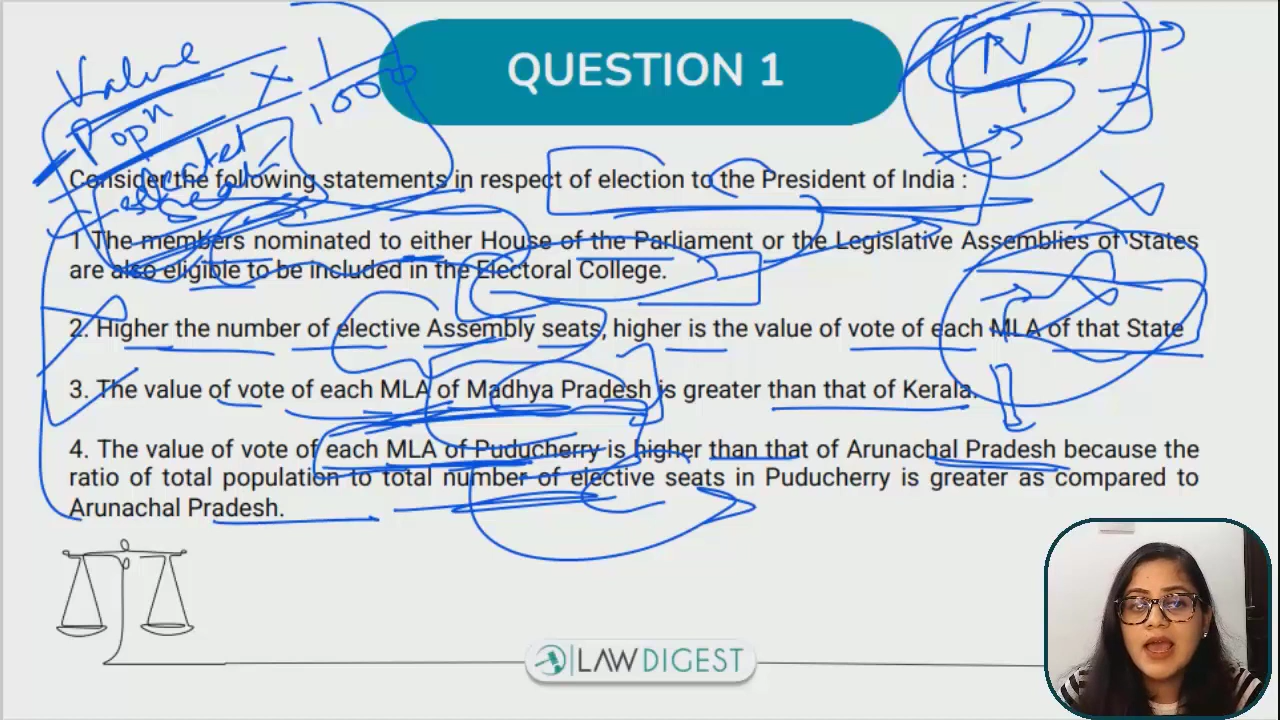 QUESTION 1
Value
Popn × 1
1000
N
Consider the following statements in respect of election to the President of India :
1 The members nominated to either House of the Parliament or the Legislative Assemblies of States
are also eligible to be included in the Electoral College.
2. Higher the number of elective Assembly seats, higher is the value of vote of each MLA of that State
3. The value of vote of each MLA of Madhya Pradesh is greater than that of Kerala.
4. The value of vote of each MLA of Puducherry is higher than that of Arunachal Pradesh because the
ratio of total population to total number of elective seats in Puducherry is greater as compared to
Arunachal Pradesh.
LAWDIGEST